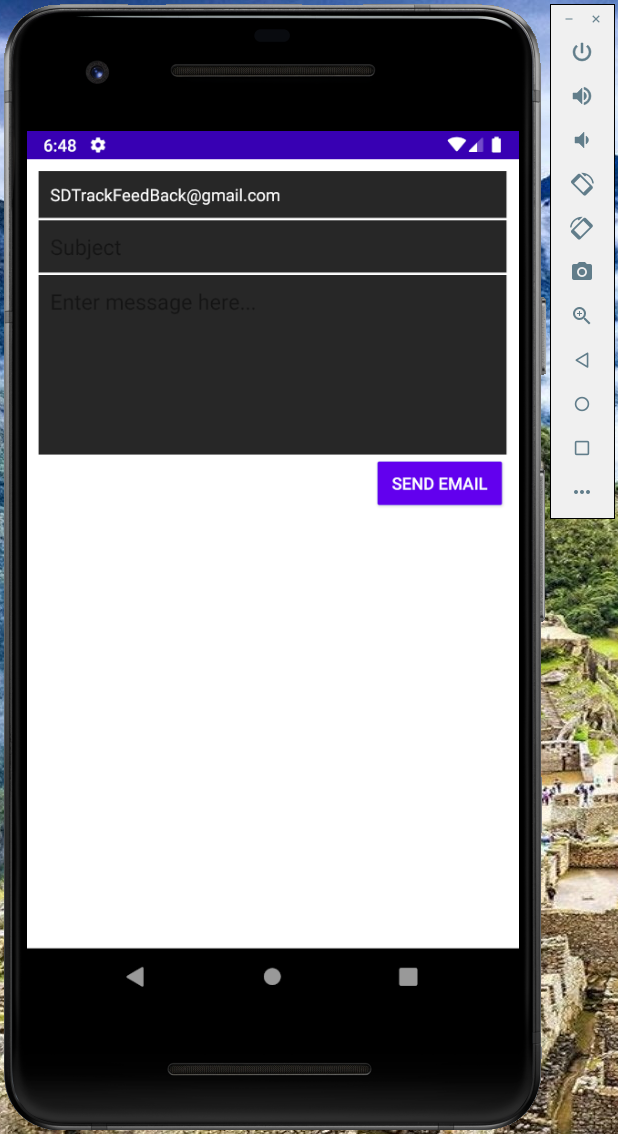 6:48
SDTrackFeedBack@gmail.com
Subject
Enter message here...
SEND EMAIL